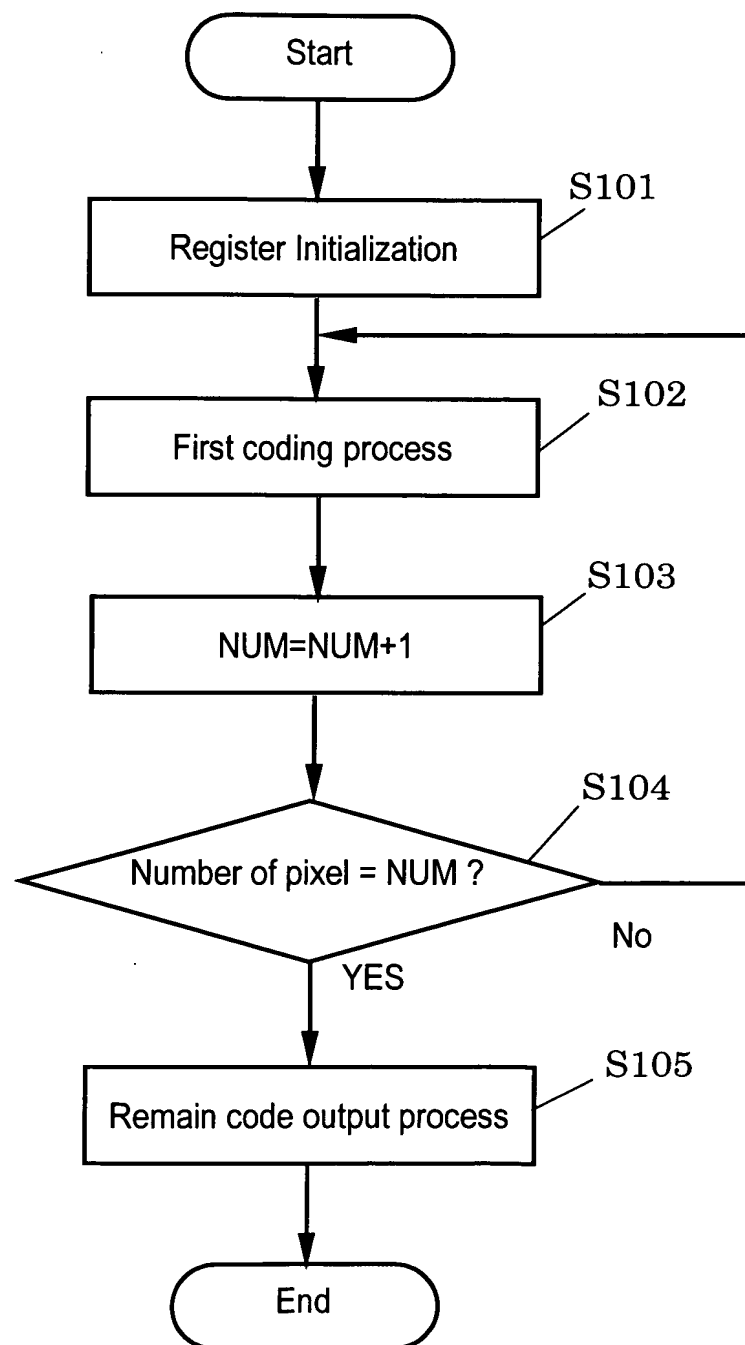 Start
S101
Register Initialization
S102
First coding process
S103
NUM=NUM+1
S104
Number of pixel = NUM ?
No
YES
S105
Remain code output process
End